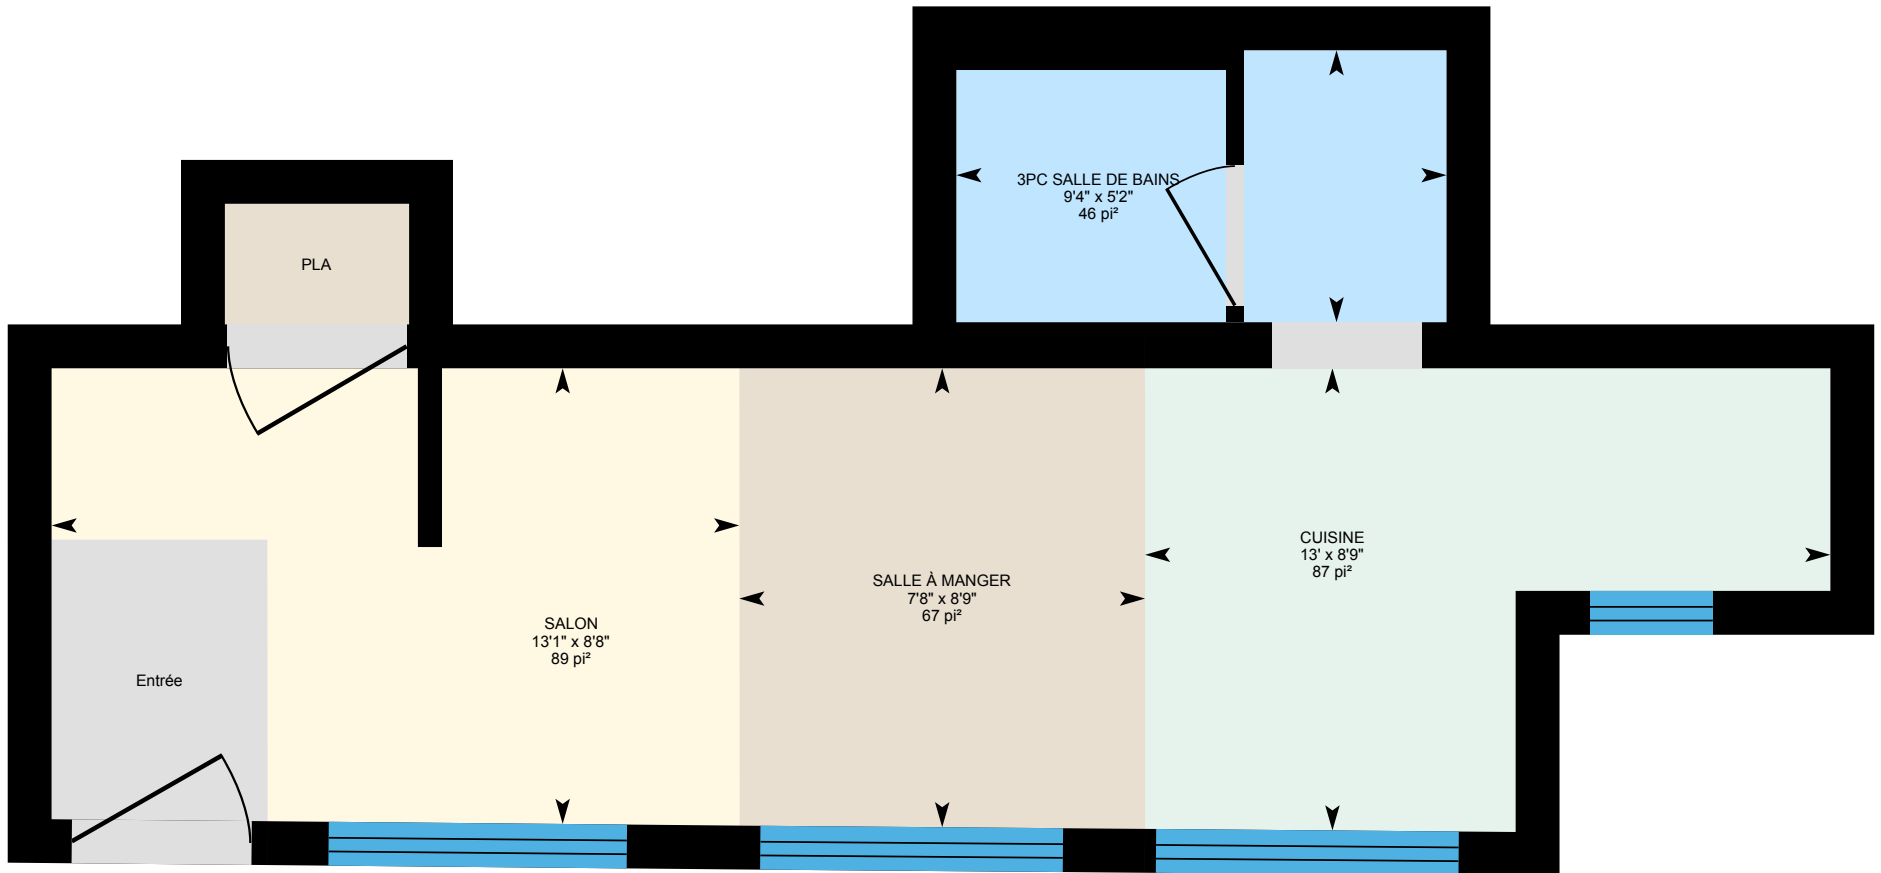 3PC SALLE DE BAINS
9'4" x 5'2"
46 pi²
PLA
CUISINE
13' x 8'9"
87 pi²
SALLE À MANGER
7'8" x 8'9"
67 pi²
SALON
13'1" x 8'8"
89 pi²
Entrée